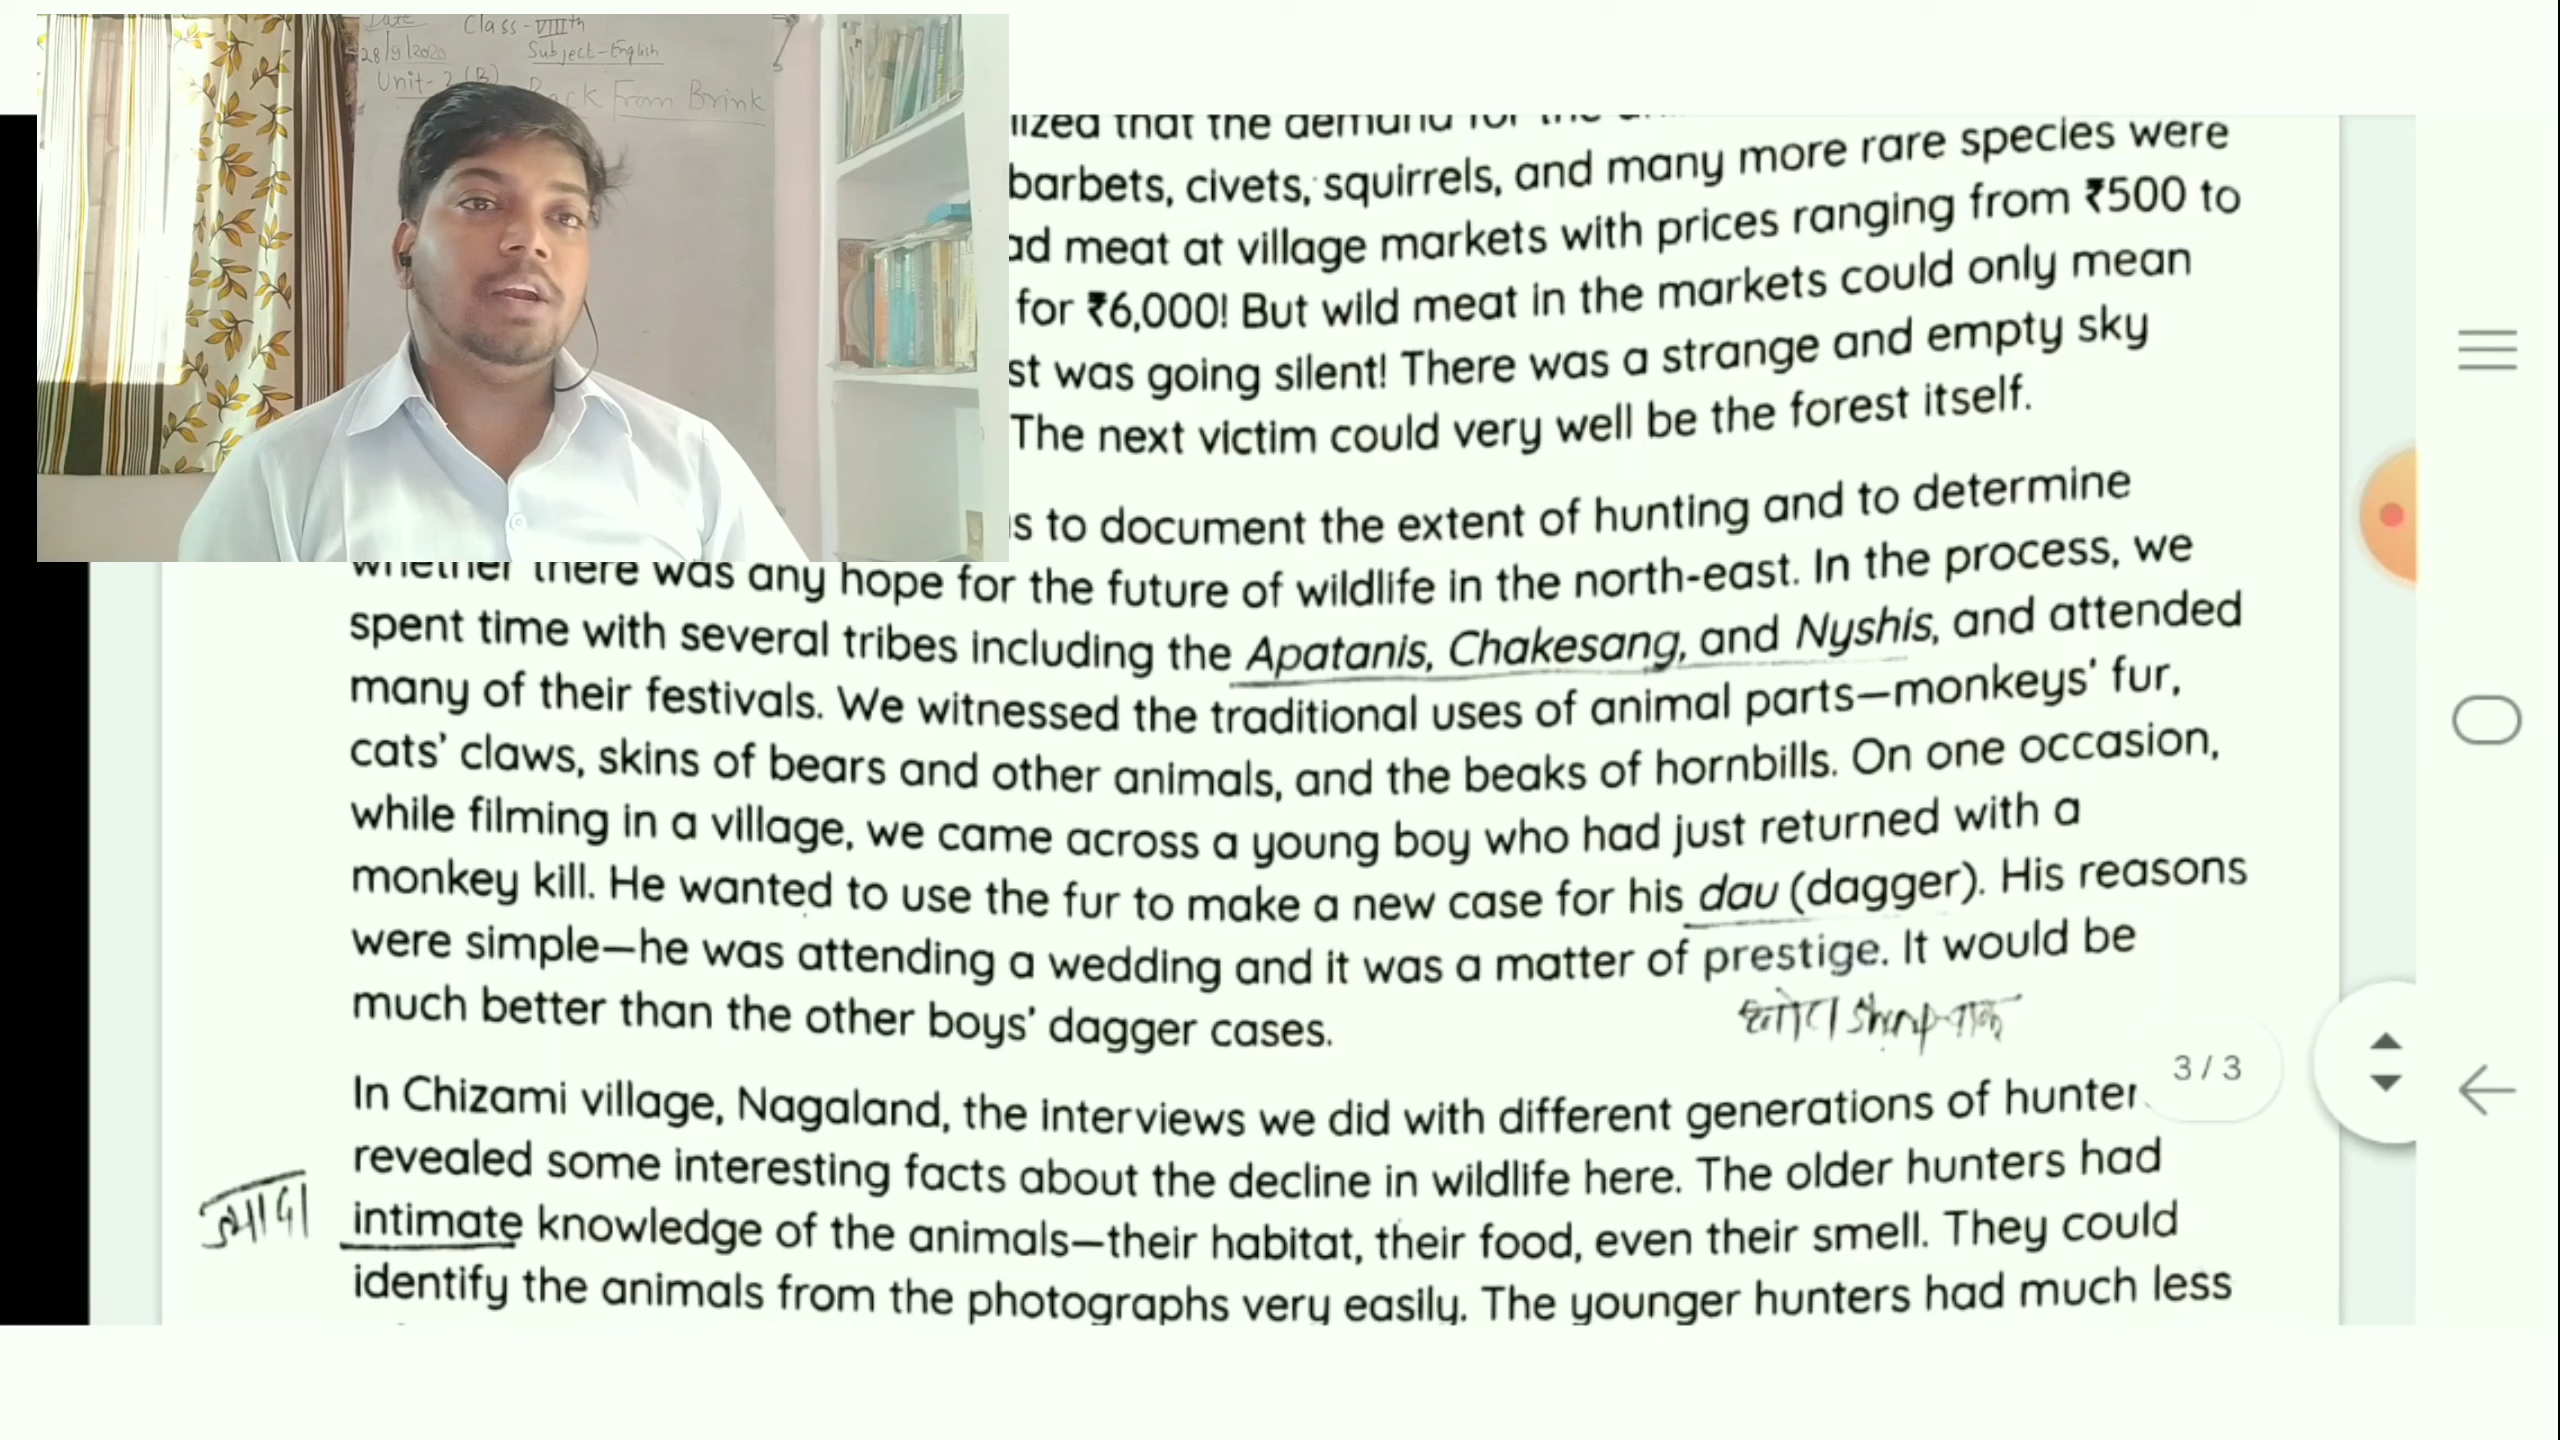 Date
Class-VIIIth
28/9/2020
Subject-English
Unit-2 (B)
Back From Brink
lized that the demand for the
barbets, civets, squirrels, and many more rare species were
ad meat at village markets with prices ranging from ₹500 to
for ₹6,000! But wild meat in the markets could only mean
st was going silent! There was a strange and empty sky
The next victim could very well be the forest itself.
s to document the extent of hunting and to determine
whether there was any hope for the future of wildlife in the north-east. In the process, we
spent time with several tribes including the Apatanis, Chakesang, and Nyshis, and attended
many of their festivals. We witnessed the traditional uses of animal parts—monkeys' fur,
cats' claws, skins of bears and other animals, and the beaks of hornbills. On one occasion,
while filming in a village, we came across a young boy who had just returned with a
monkey kill. He wanted to use the fur to make a new case for his dau (dagger). His reasons
were simple—he was attending a wedding and it was a matter of prestige. It would be
much better than the other boys' dagger cases.
3 / 3
In Chizami village, Nagaland, the interviews we did with different generations of hunter
revealed some interesting facts about the decline in wildlife here. The older hunters had
intimate knowledge of the animals—their habitat, their food, even their smell. They could
identify the animals from the photographs very easily. The younger hunters had much less